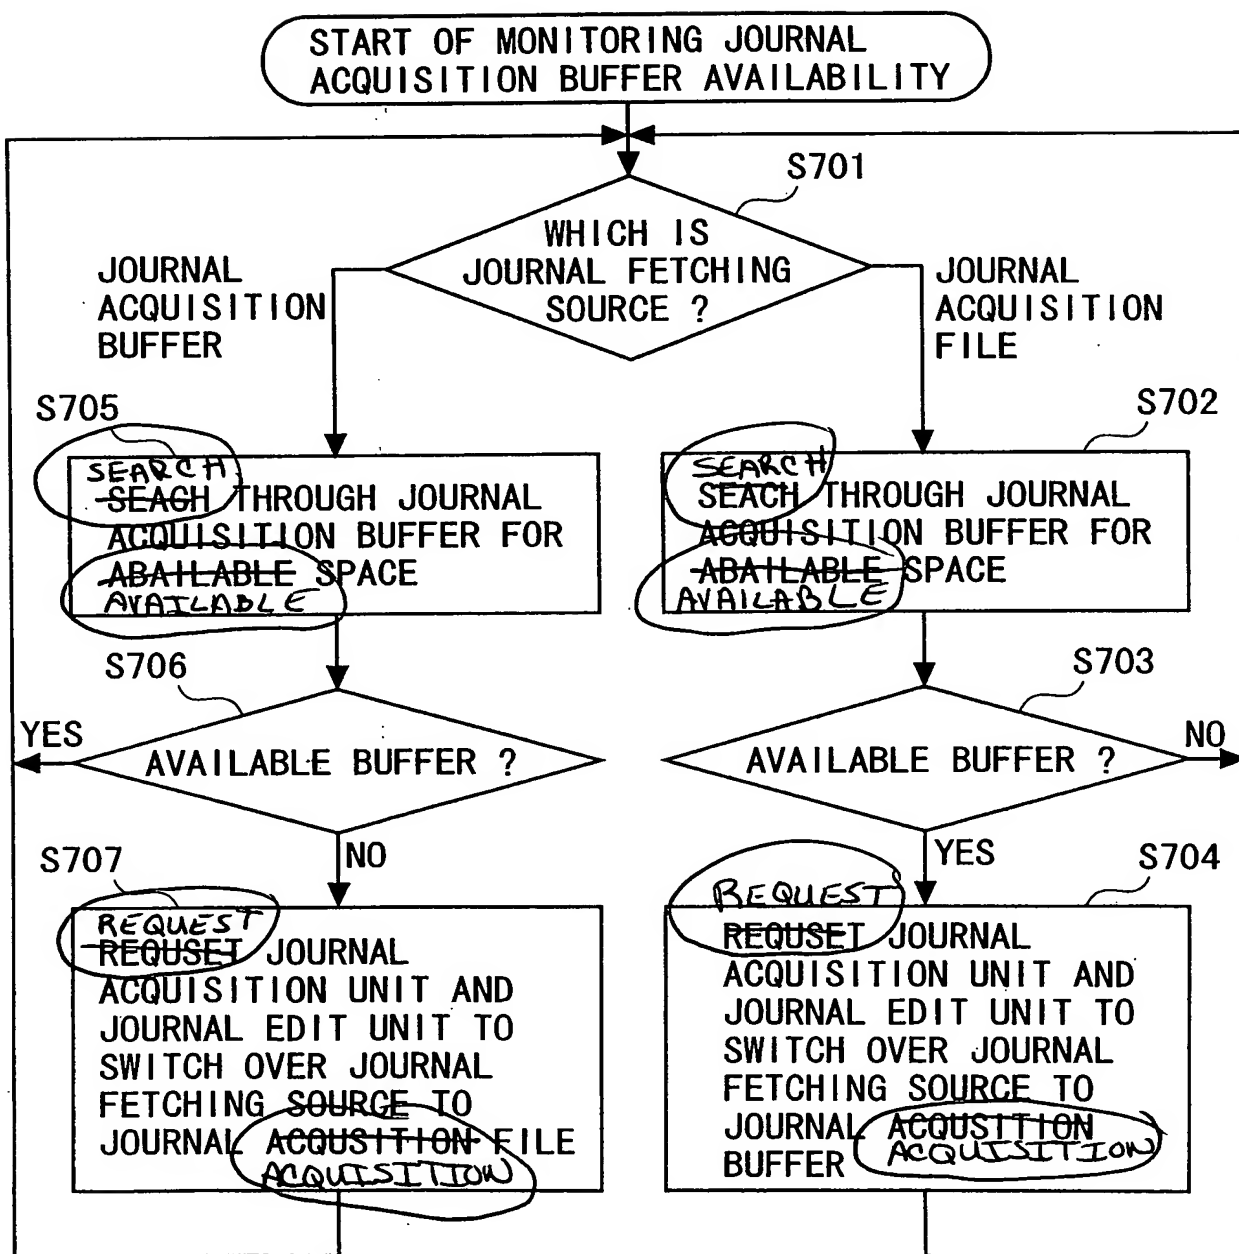 START OF MONITORING JOURNAL
ACQUISITION BUFFER AVAILABILITY
S701
WHICH IS
JOURNAL FETCHING
SOURCE ?
JOURNAL
ACQUISITION
BUFFER
JOURNAL
ACQUISITION
FILE
S705
SEARCH
SEACH THROUGH JOURNAL
ACQUISITION BUFFER FOR
ABAILABLE SPACE
AVAILABLE
S702
SEARCH
SEACH THROUGH JOURNAL
ACQUISITION BUFFER FOR
ABAILABLE SPACE
AVAILABLE
S706
YES
AVAILABLE BUFFER ?
NO
S703
AVAILABLE BUFFER ?
NO
YES
S707
REQUEST
REQUSET JOURNAL
ACQUISITION UNIT AND
JOURNAL EDIT UNIT TO
SWITCH OVER JOURNAL
FETCHING SOURCE TO
JOURNAL ACQUSITION FILE
ACQUISITION
S704
REQUEST
REQUSET JOURNAL
ACQUISITION UNIT AND
JOURNAL EDIT UNIT TO
SWITCH OVER JOURNAL
FETCHING SOURCE TO
JOURNAL ACQUSTITION
BUFFER ACQUISITION